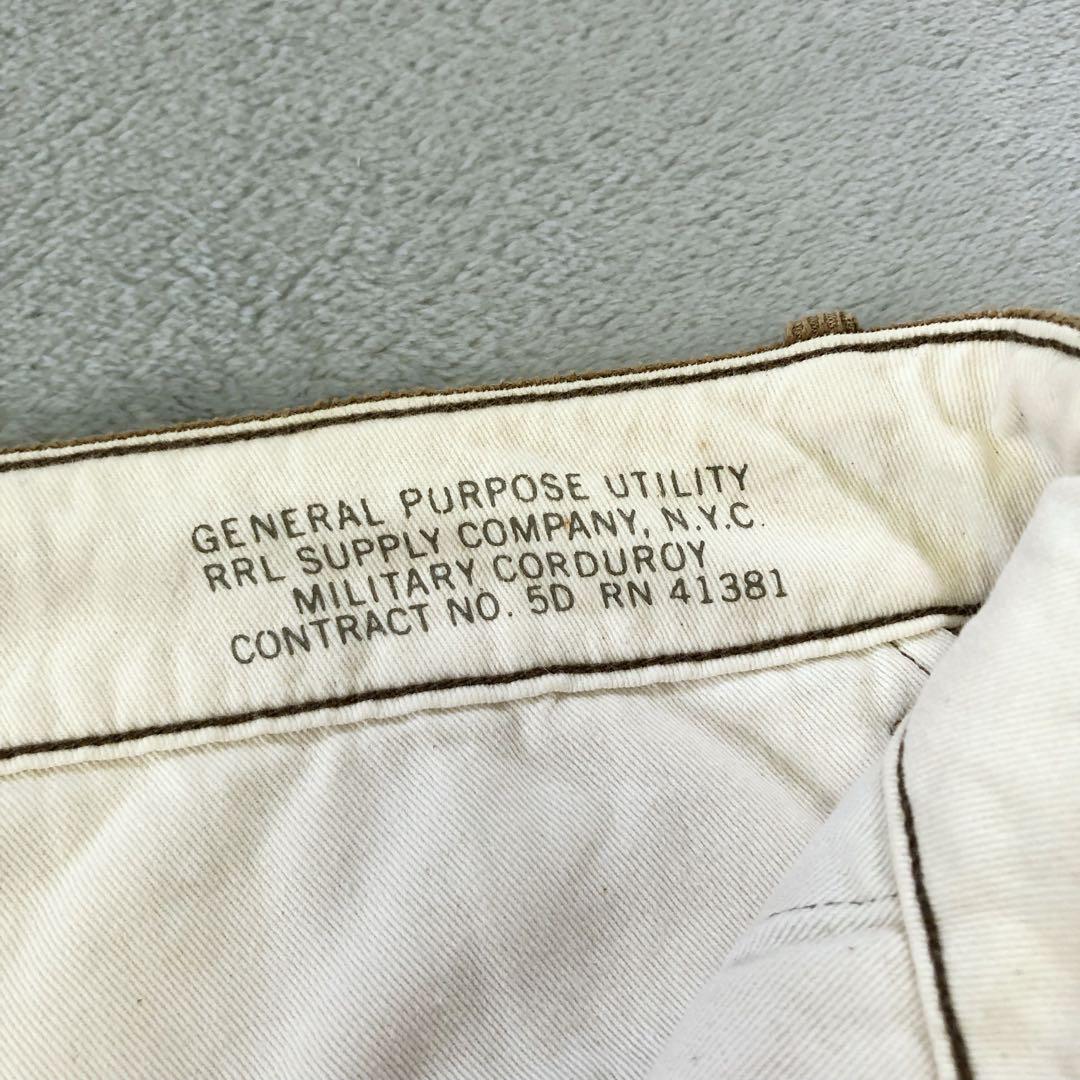 GENERAL PURPOSE UTILITY
RRL SUPPLY COMPANY, N.Y.C.
MILITARY CORDUROY
CONTRACT NO. 5D RN 41381